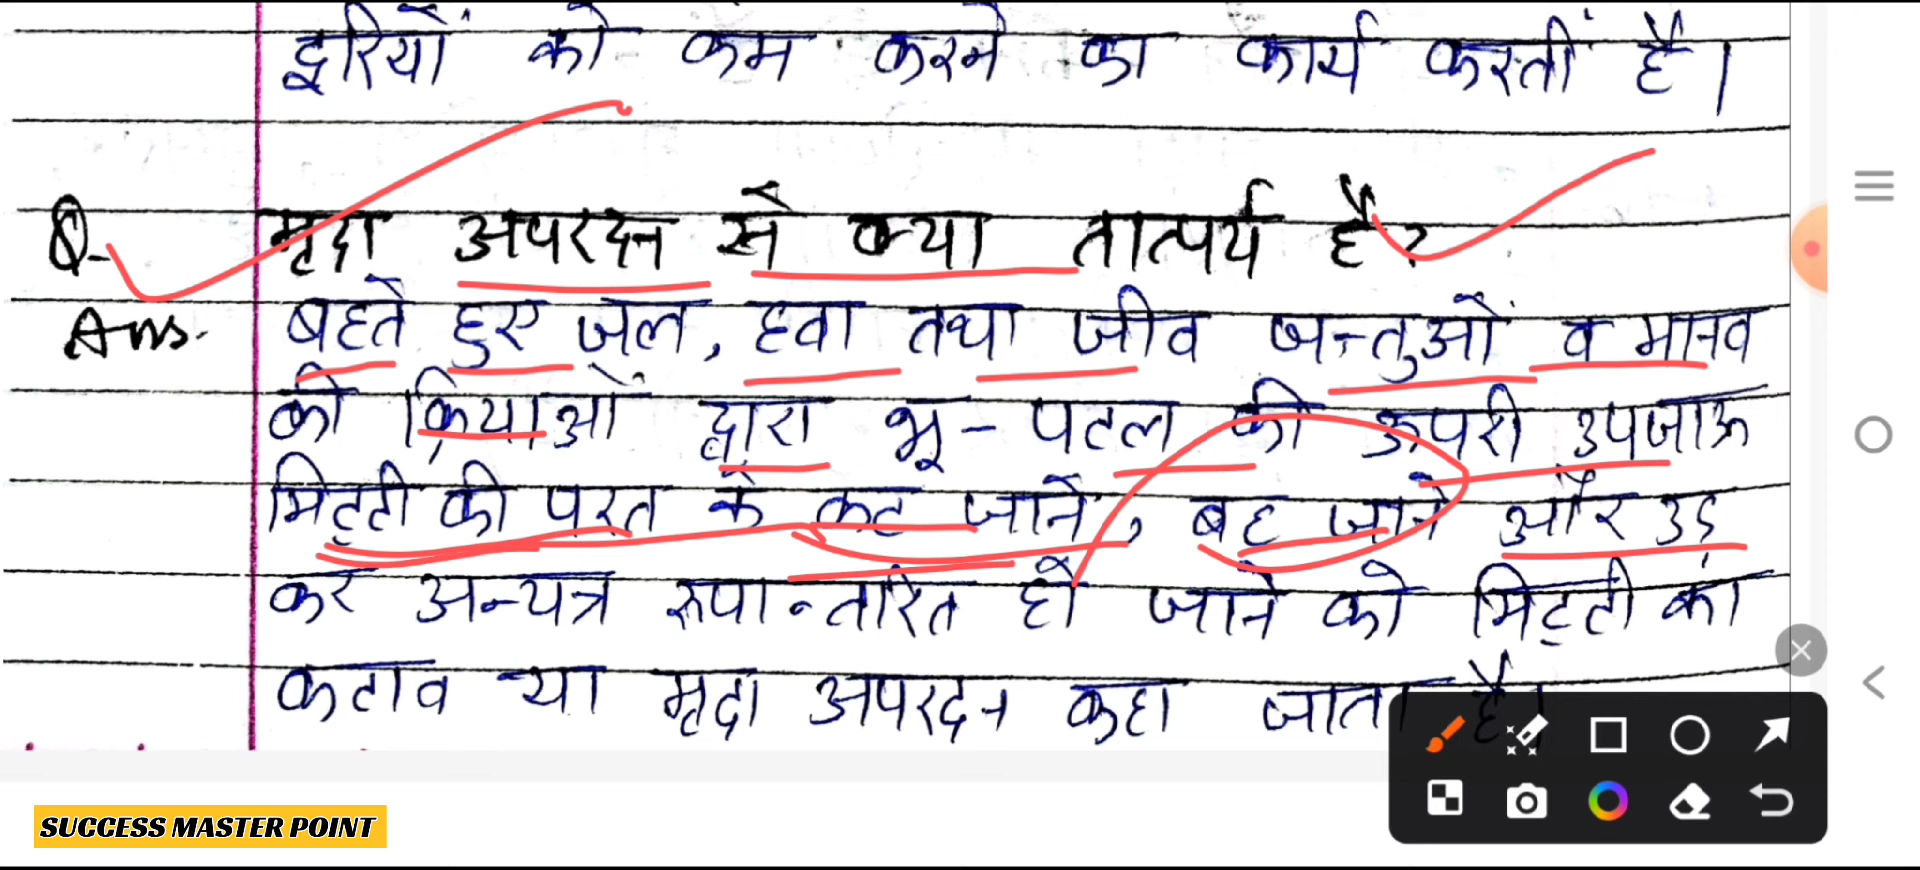 दूरियों को कम करने का कार्य करती है।
Q- मृदा अपरदन से क्या तात्पर्य है?
Ans. बहते हुए जल, हवा तथा जीव जन्तुओं व मानव
की क्रियाओं द्वारा भू-पटल की ऊपरी उपजाऊ
मिट्टी की परत के कट जाने, बह जाने और उड़
कर अन्यत्र रूपान्तरित हो जाने को मिट्टी का
कटाव या मृदा अपरदन कहा जाता है।
SUCCESS MASTER POINT